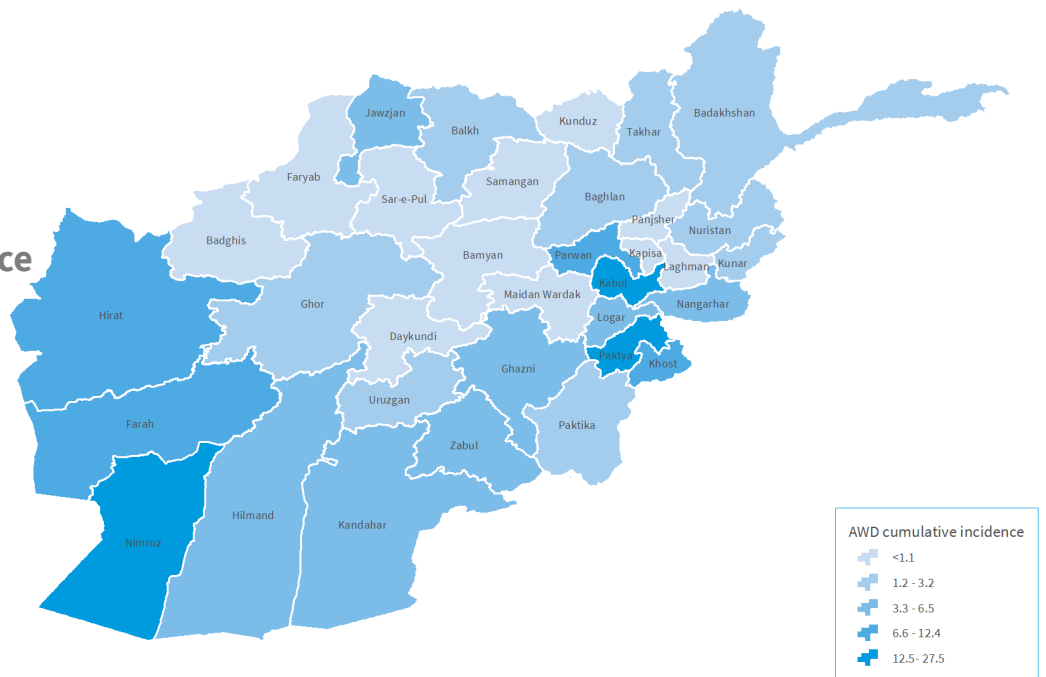 Jawzjan
Balkh
Kunduz
Takhar
Badakhshan
Faryab
Sar-e-Pul
Samangan
Baghlan
Panjsher
Nuristan
Badghis
Bamyan
Parwan
Kapisa
Laghman
Kunar
ce
Kabul
Maidan Wardak
Ghor
Nangarhar
Hirat
Logar
Daykundi
Paktya
Khost
Ghazni
Uruzgan
Farah
Paktika
Zabul
Hilmand
Kandahar
Nimroz
AWD cumulative incidence
<1.1
1.2 - 3.2
3.3 - 6.5
6.6 - 12.4
12.5- 27.5